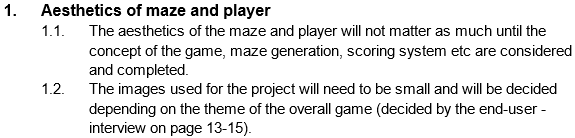 1. Aesthetics of maze and player
1.1. The aesthetics of the maze and player will not matter as much until the
concept of the game, maze generation, scoring system etc are considered
and completed.
1.2. The images used for the project will need to be small and will be decided
depending on the theme of the overall game (decided by the end-user -
interview on page 13-15).